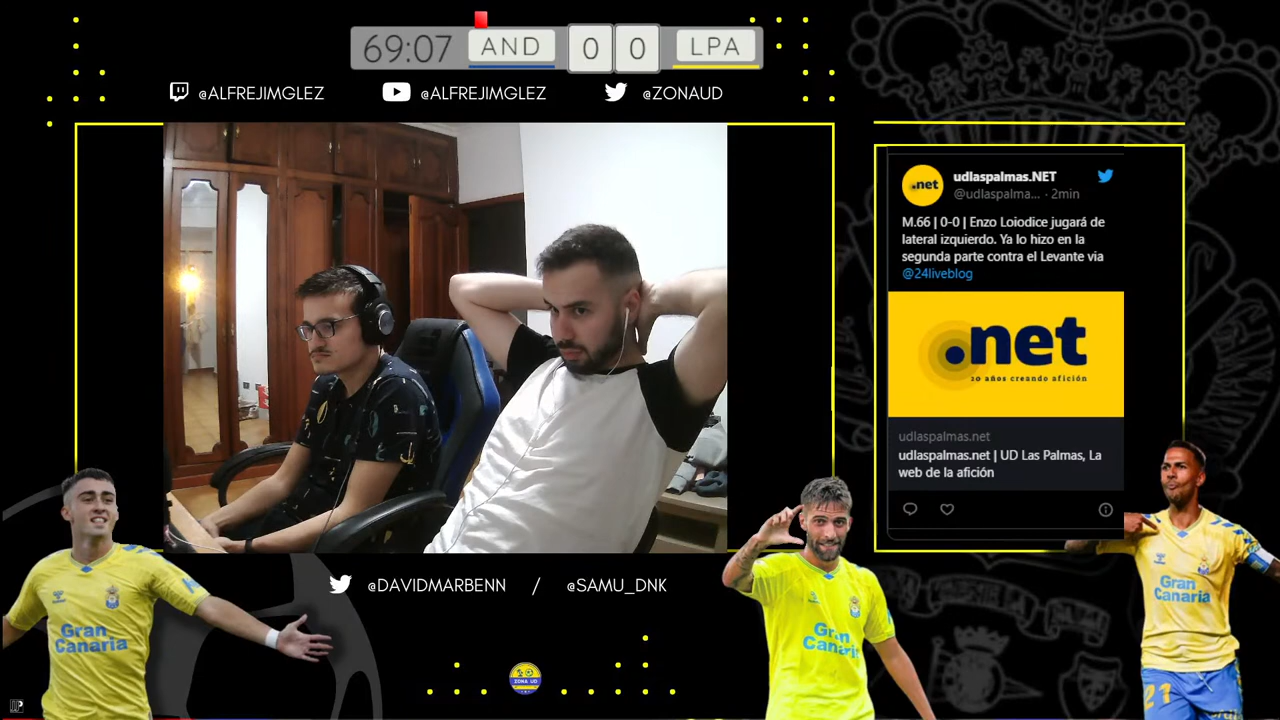 69:07 AND 0 0 LPA
@ALFREJIMGLEZ @ALFREJIMGLEZ @ZONAUD
udlaspalmas.NET
@udlaspalma... · 2min
M.66 | 0-0 | Enzo Loiodice jugará de
lateral izquierdo. Ya lo hizo en la
segunda parte contra el Levante via
@24liveblog
.net
10 años creando afición
udlaspalmas.net
udlaspalmas.net | UD Las Palmas, La
web de la afición
@DAVIDMARBENN / @SAMU_DNK
Gran
Canaria
Gran
Canaria
Gran
Canaria
21
ZONA UD